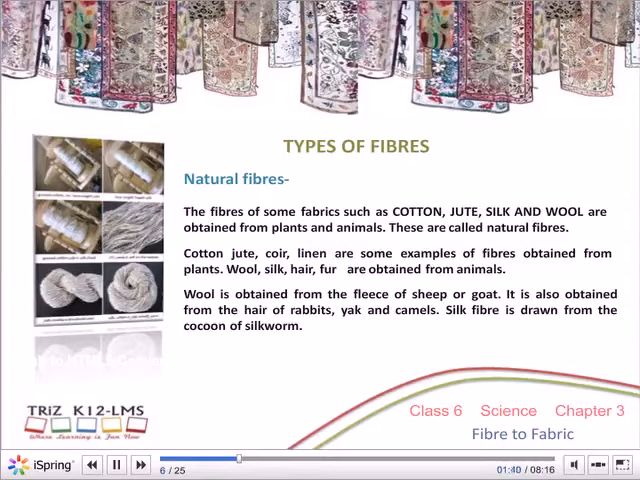 TYPES OF FIBRES
Natural fibres-
The fibres of some fabrics such as COTTON, JUTE, SILK AND WOOL are
obtained from plants and animals. These are called natural fibres.
Cotton jute, coir, linen are some examples of fibres obtained from
plants. Wool, silk, hair, fur are obtained from animals.
Wool is obtained from the fleece of sheep or goat. It is also obtained
from the hair of rabbits, yak and camels. Silk fibre is drawn from the
cocoon of silkworm.
TRiZ K12-LMS
Where Learning is Fun Now
Class 6 Science Chapter 3
Fibre to Fabric
iSpring
6 / 25
01:40 / 08:16